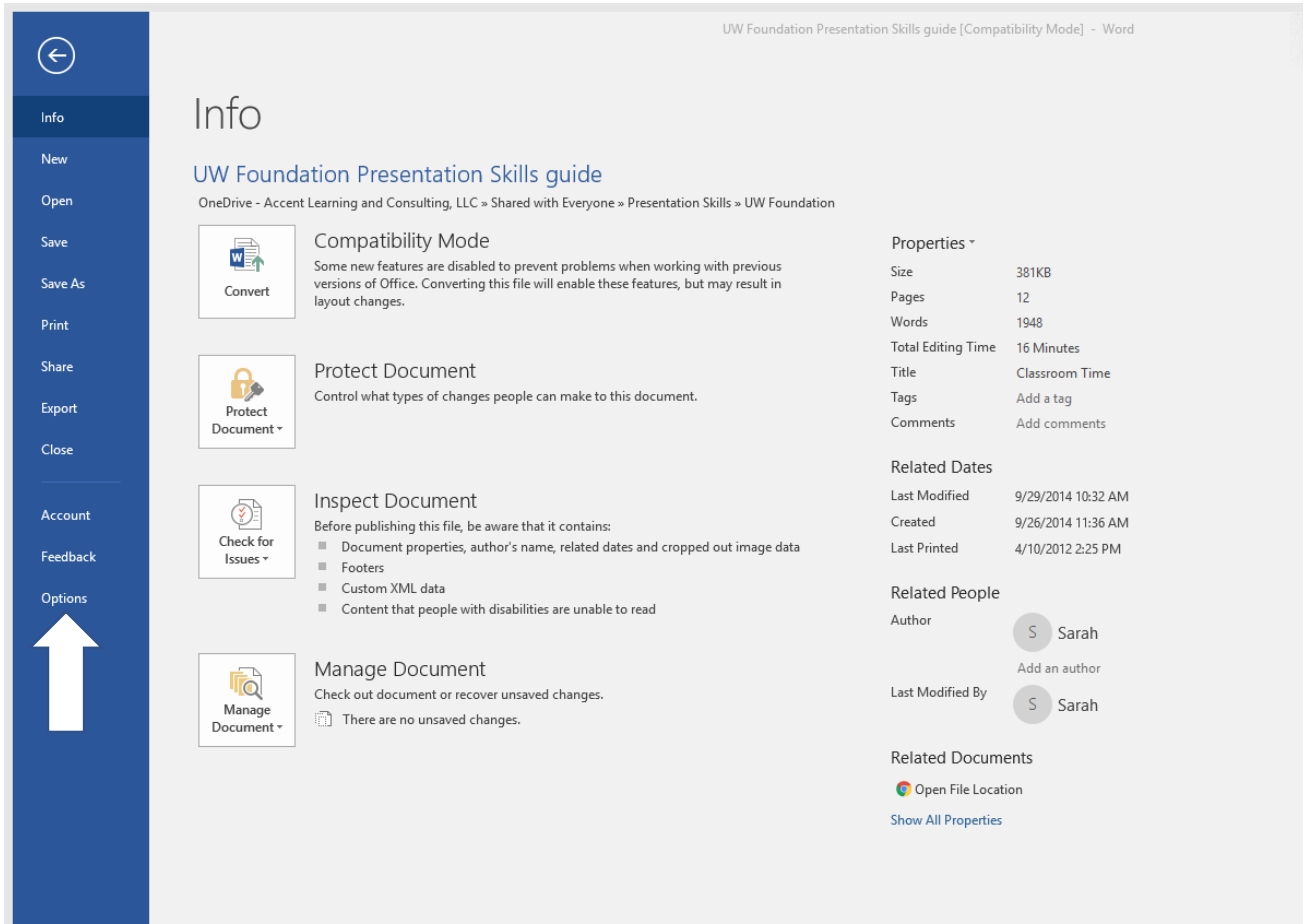 UW Foundation Presentation Skills guide [Compatibility Mode] - Word
Info
New
Open
Save
Save As
Print
Share
Export
Close
Account
Feedback
Options
Info
UW Foundation Presentation Skills guide
OneDrive - Accent Learning and Consulting, LLC » Shared with Everyone » Presentation Skills » UW Foundation
Convert
Compatibility Mode
Some new features are disabled to prevent problems when working with previous
versions of Office. Converting this file will enable these features, but may result in
layout changes.
Protect
Document
Protect Document
Control what types of changes people can make to this document.
Check for
Issues
Inspect Document
Before publishing this file, be aware that it contains:
Document properties, author's name, related dates and cropped out image data
Footers
Custom XML data
Content that people with disabilities are unable to read
Manage
Document
Manage Document
Check out document or recover unsaved changes.
There are no unsaved changes.
Properties
Size 381KB
Pages 12
Words 1948
Total Editing Time 16 Minutes
Title Classroom Time
Tags Add a tag
Comments Add comments
Related Dates
Last Modified 9/29/2014 10:32 AM
Created 9/26/2014 11:36 AM
Last Printed 4/10/2012 2:25 PM
Related People
Author S Sarah
Add an author
Last Modified By S Sarah
Related Documents
Open File Location
Show All Properties